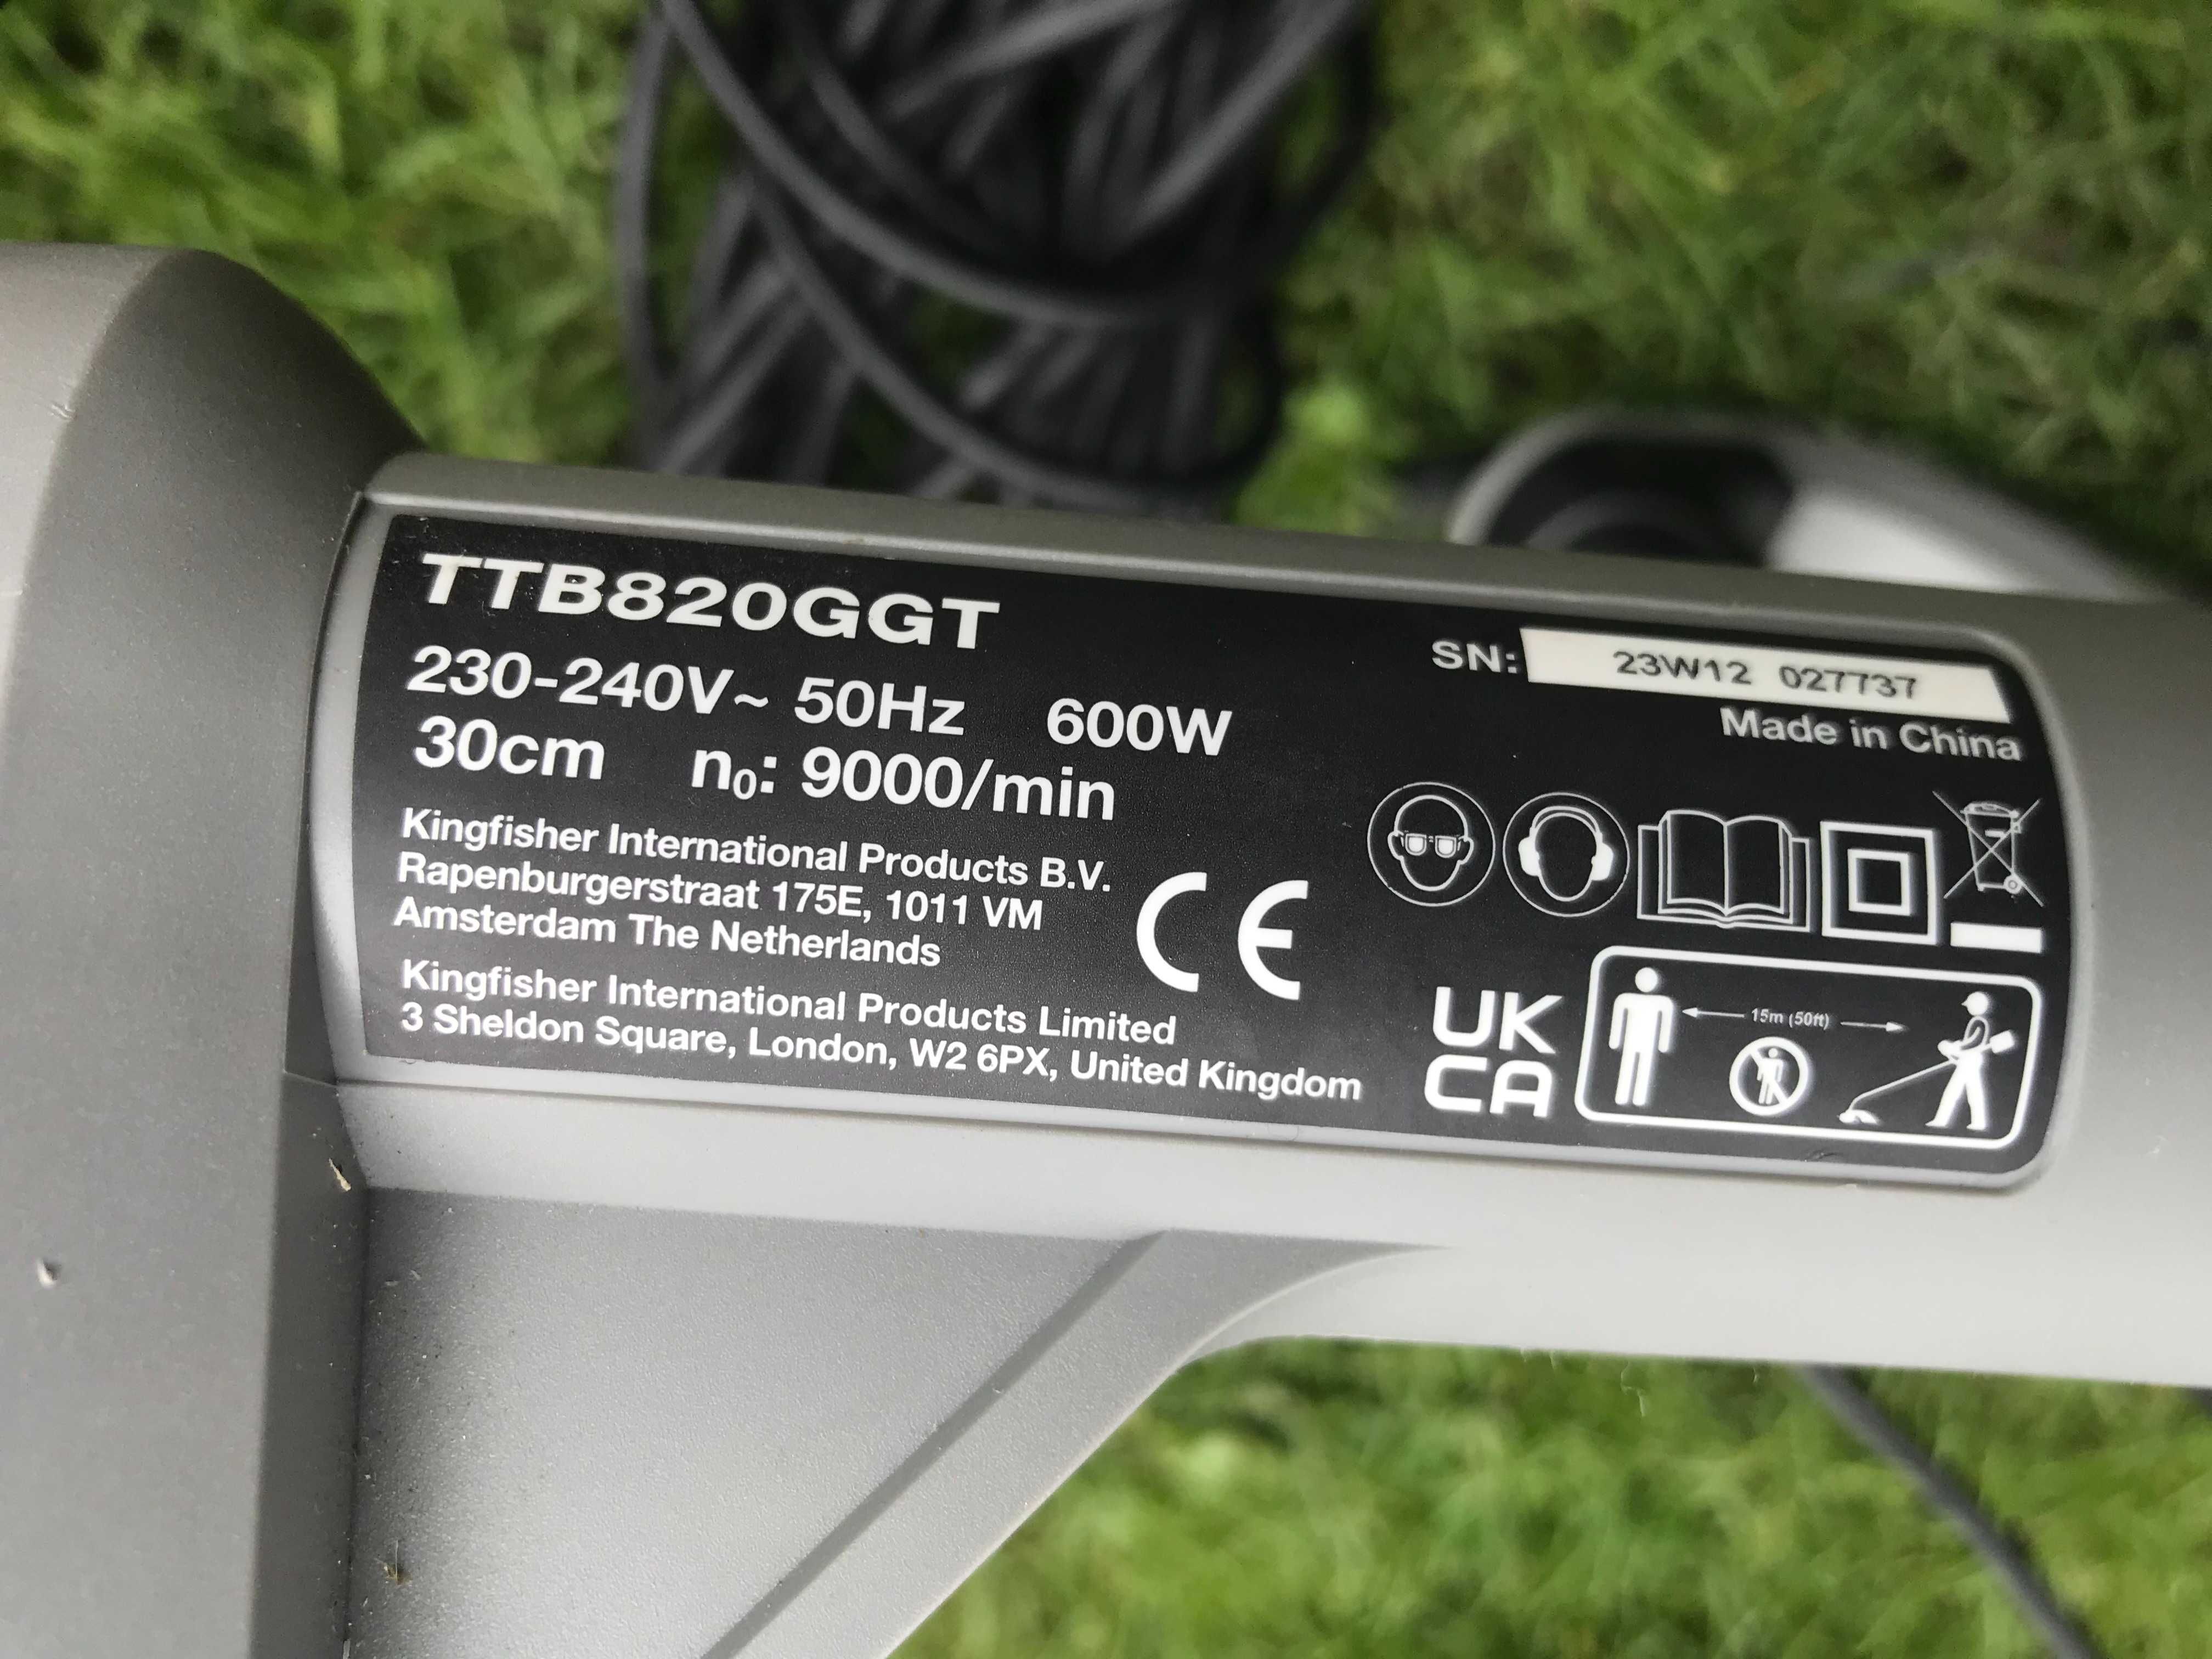 TTB820GGT
230-240V~ 50Hz 600W
30cm n₀: 9000/min
Kingfisher International Products B.V.
Rapenburgerstraat 175E, 1011 VM
Amsterdam The Netherlands
Kingfisher International Products Limited
3 Sheldon Square, London, W2 6PX, United Kingdom
CE
SN: 23W12 027737
Made in China
UK
CA
15m (50ft)